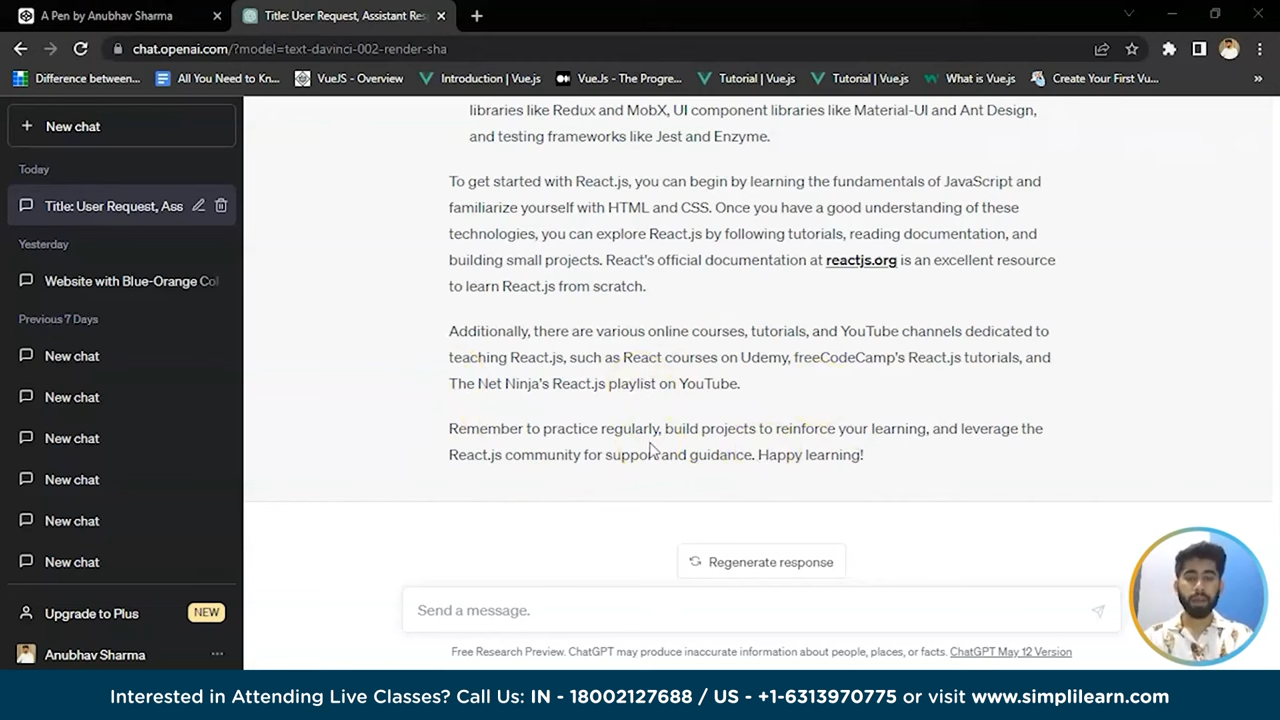 A Pen by Anubhav Sharma
Title: User Request, Assistant Res
chat.openai.com/?model=text-davinci-002-render-sha
Difference between...
All You Need to Kn...
VueJS - Overview
Introduction | Vue.js
VueJs - The Progre...
Tutorial | Vue.js
Tutorial | Vue.js
What is Vue.js
Create Your First Vu...
»
+ New chat
Today
Title: User Request, Ass
Yesterday
Website with Blue-Orange Col
Previous 7 Days
New chat
New chat
New chat
New chat
New chat
New chat
Upgrade to Plus NEW
Anubhav Sharma ...
libraries like Redux and MobX, UI component libraries like Material-UI and Ant Design,
and testing frameworks like Jest and Enzyme.
To get started with React.js, you can begin by learning the fundamentals of JavaScript and
familiarize yourself with HTML and CSS. Once you have a good understanding of these
technologies, you can explore React.js by following tutorials, reading documentation, and
building small projects. React's official documentation at reactjs.org is an excellent resource
to learn React.js from scratch.
Additionally, there are various online courses, tutorials, and YouTube channels dedicated to
teaching React.js, such as React courses on Udemy, freeCodeCamp's React.js tutorials, and
The Net Ninja's React.js playlist on YouTube.
Remember to practice regularly, build projects to reinforce your learning, and leverage the
React.js community for support and guidance. Happy learning!
Regenerate response
Send a message.
Free Research Preview. ChatGPT may produce inaccurate information about people, places, or facts. ChatGPT May 12 Version
Interested in Attending Live Classes? Call Us: IN - 18002127688 / US - +1-6313970775 or visit www.simplilearn.com